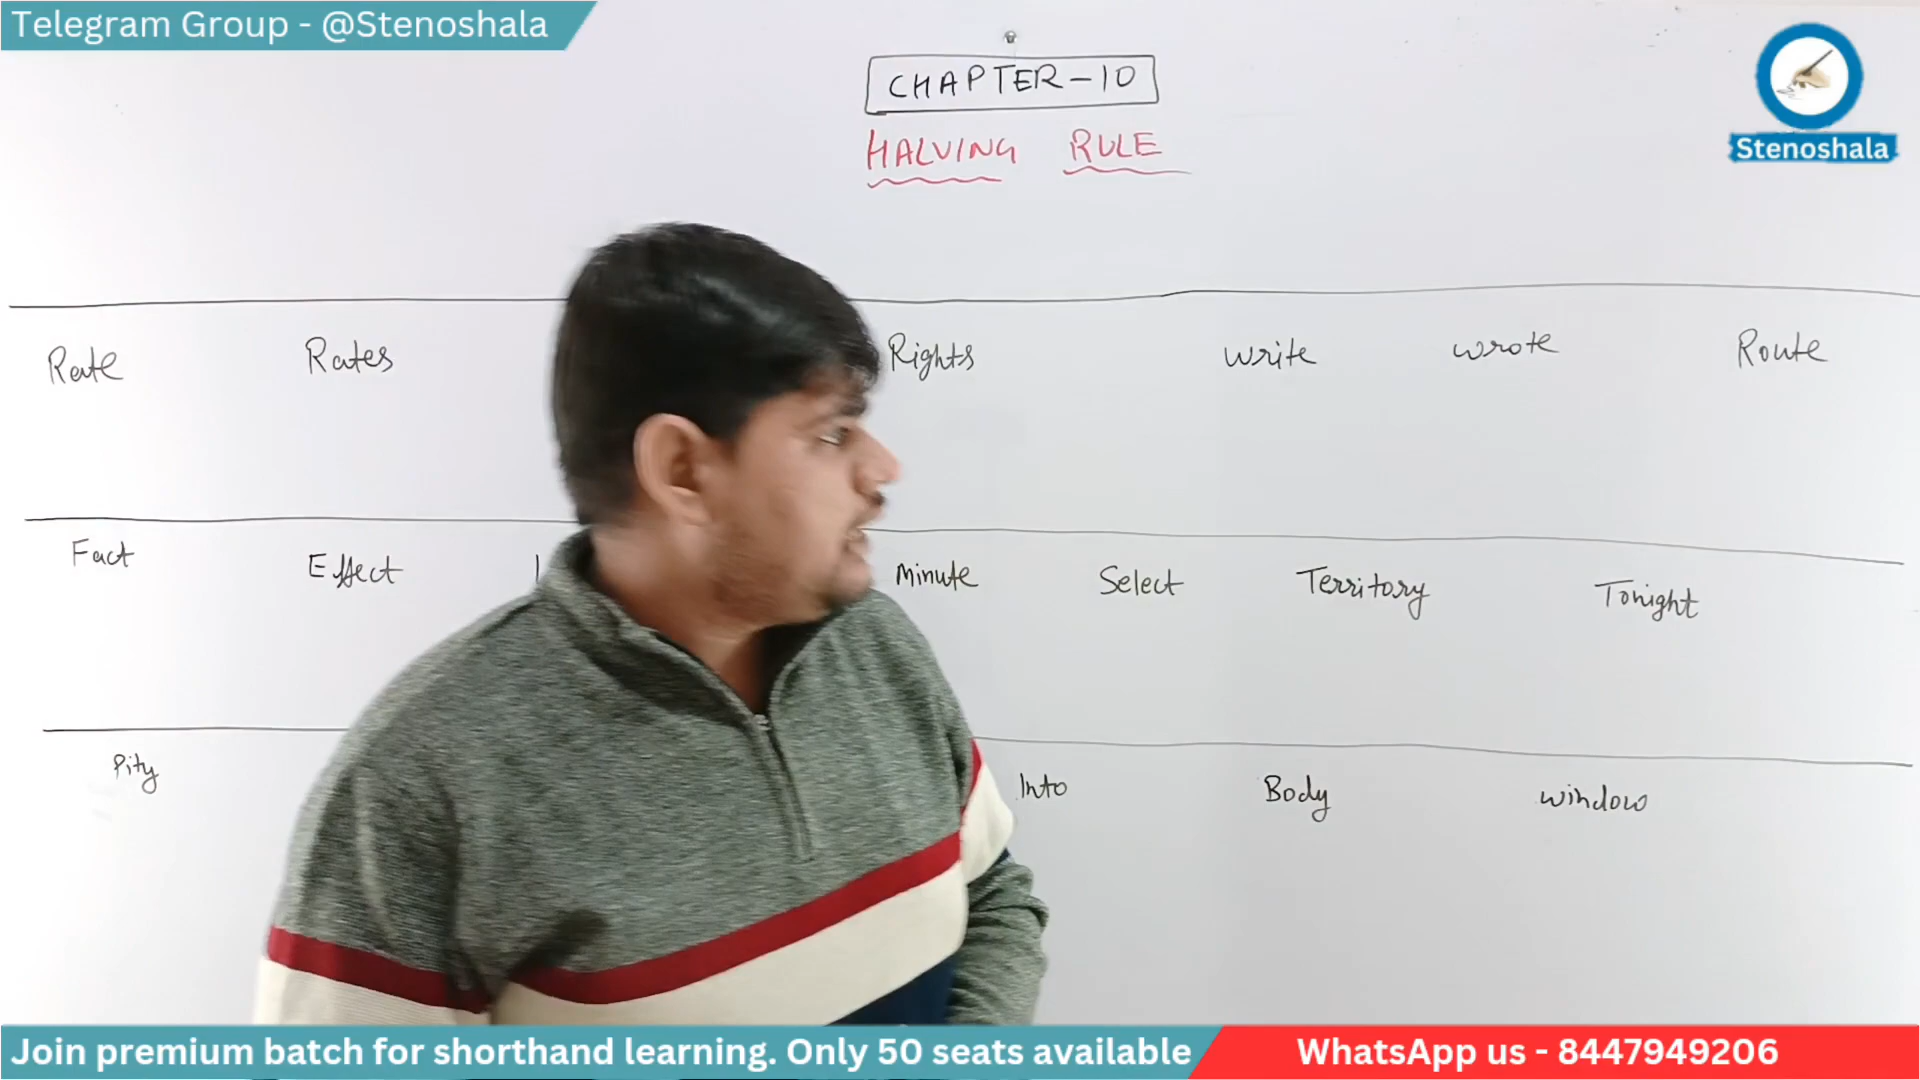 Telegram Group - @Stenoshala
CHAPTER-10
HALVING RULE
Stenoshala
Rate Rates Rights write wrote Route
Fact Effect minute Select Territory Tonight
Pity Into Body window
Join premium batch for shorthand learning. Only 50 seats available
WhatsApp us - 8447949206